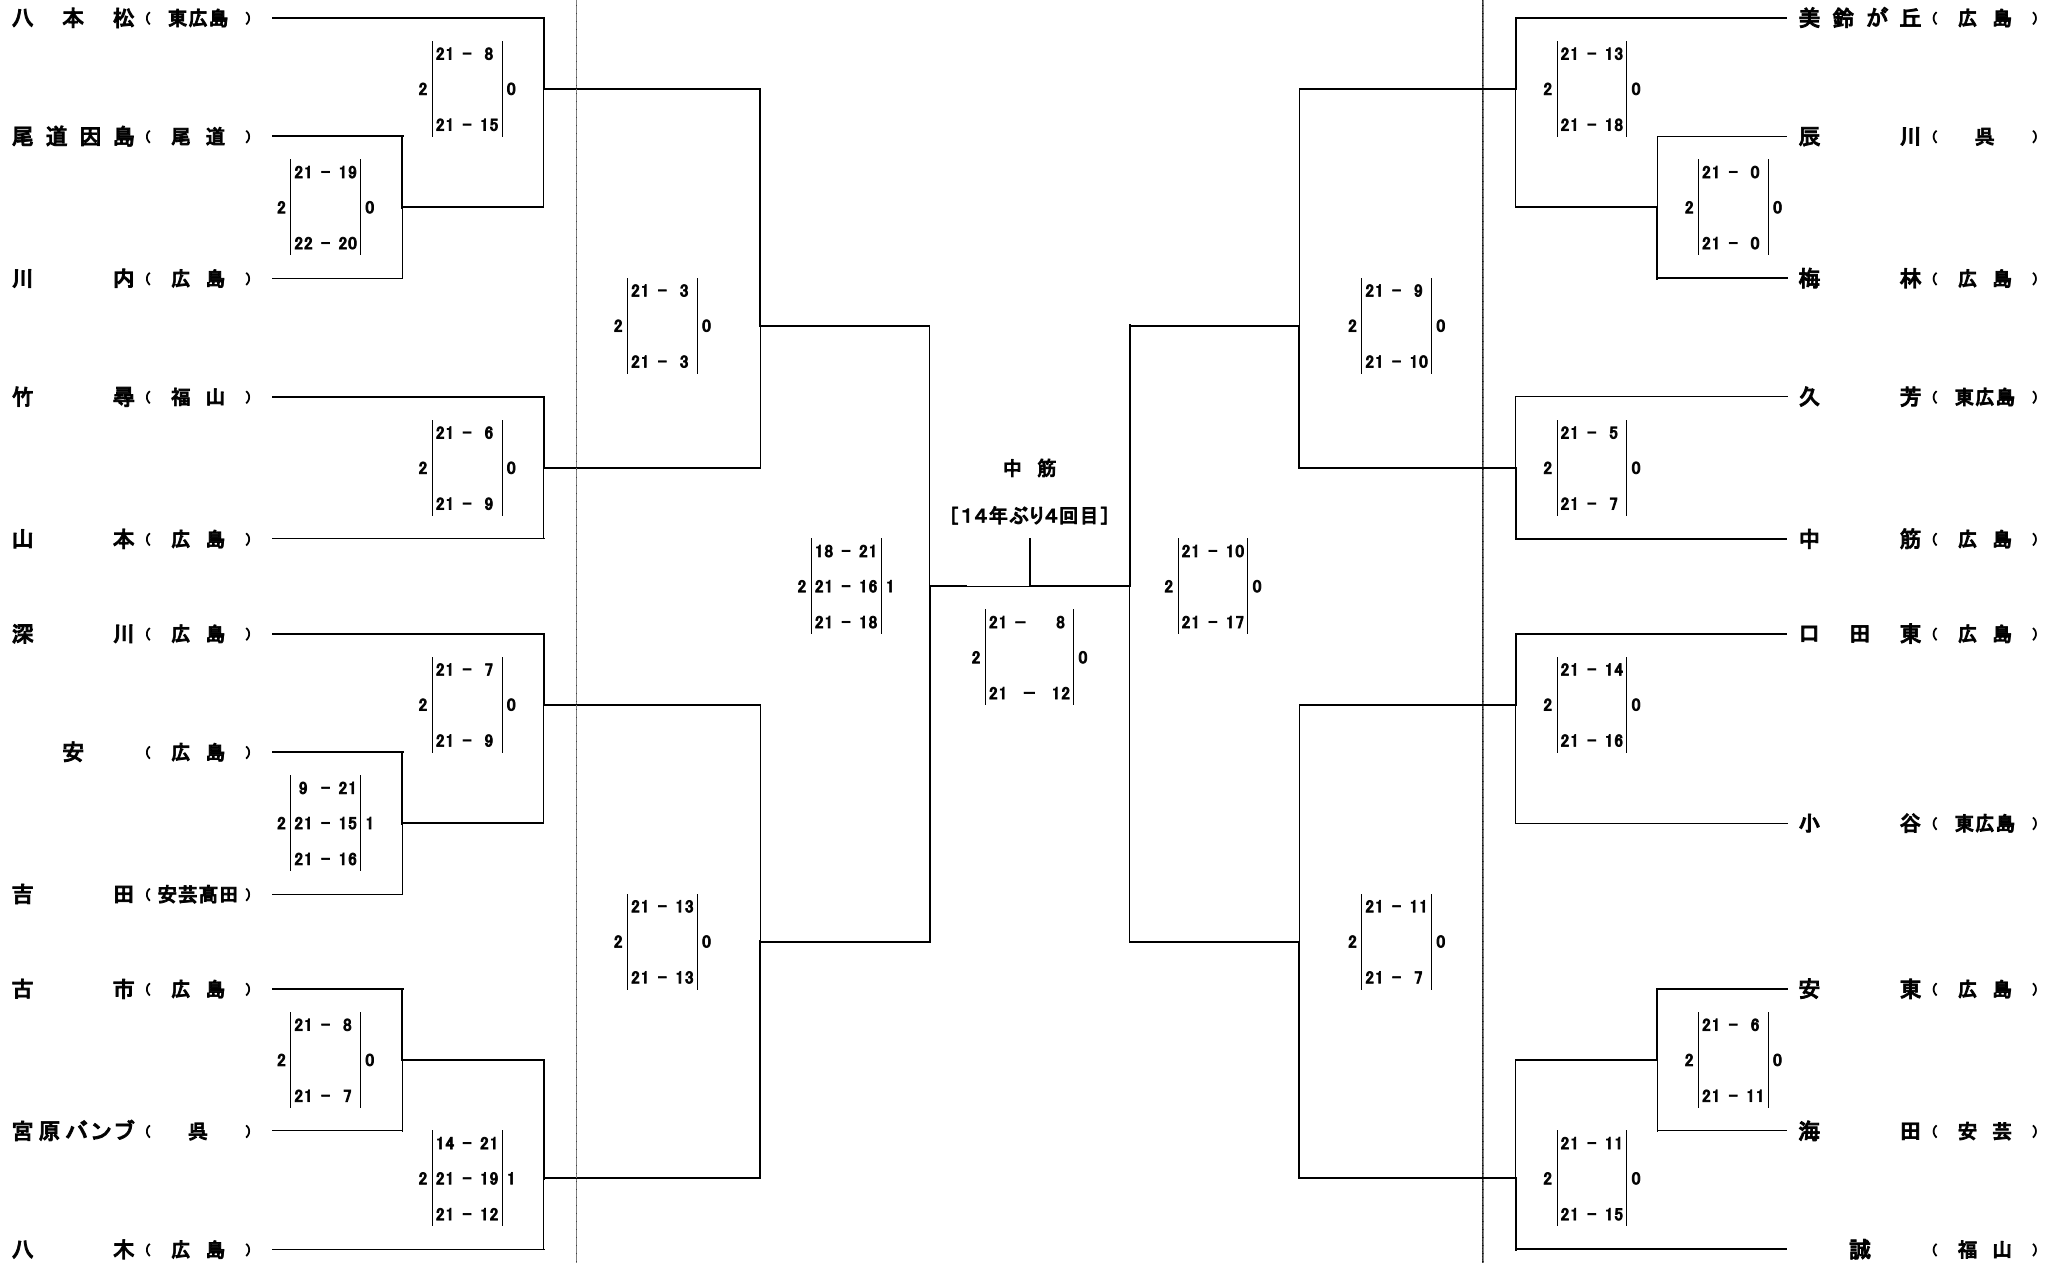 八本松（東広島）
21 － 8
2 0
21 － 15
尾道因島（尾道）
21 － 19
2 0
22 － 20
川内（広島）
21 － 3
2 0
21 － 3
竹尋（福山）
21 － 6
2 0
21 － 9
山本（広島）
18 － 21
2 21 － 16 1
21 － 18
深川（広島）
21 － 7
2 0
21 － 9
安（広島）
9 － 21
2 21 － 15 1
21 － 16
吉田（安芸高田）
21 － 13
2 0
21 － 13
古市（広島）
21 － 8
2 0
21 － 7
宮原バンブ（呉）
14 － 21
2 21 － 19 1
21 － 12
八木（広島）
中筋
[14年ぶり4回目]
21 － 8
2 0
21 － 12
美鈴が丘（広島）
21 － 13
2 0
21 － 18
辰川（呉）
21 － 0
2 0
21 － 0
梅林（広島）
21 － 9
2 0
21 － 10
久芳（東広島）
21 － 5
2 0
21 － 7
中筋（広島）
21 － 10
2 0
21 － 17
口田東（広島）
21 － 14
2 0
21 － 16
小谷（東広島）
21 － 11
2 0
21 － 7
安東（広島）
21 － 6
2 0
21 － 11
海田（安芸）
21 － 11
2 0
21 － 15
誠（福山）